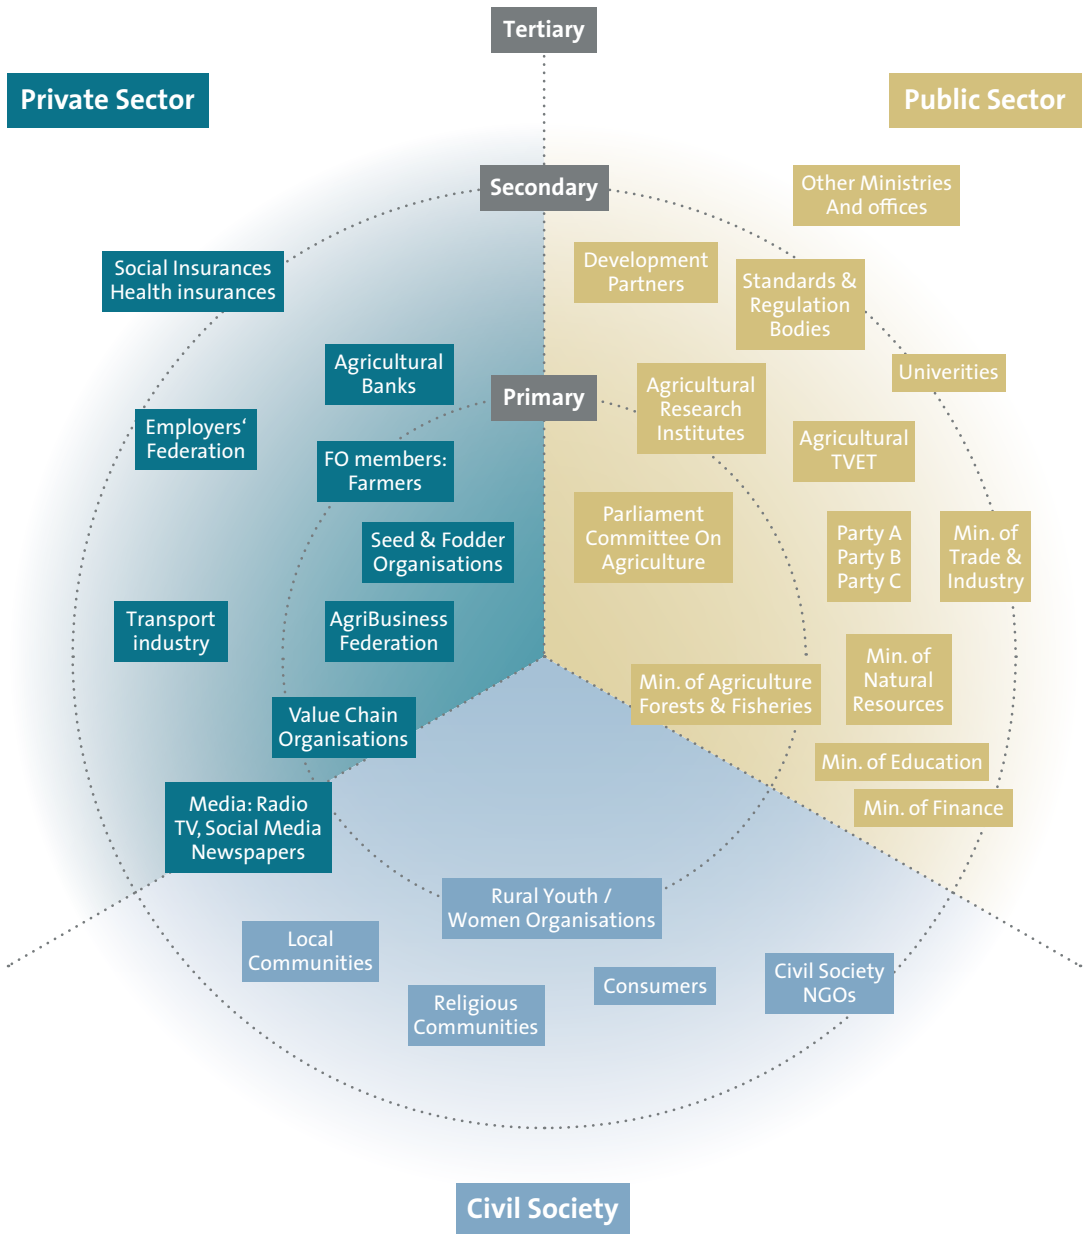 Tertiary
Private Sector
Public Sector
Secondary
Other Ministries
And offices
Social Insurances
Health insurances
Development
Partners
Standards &
Regulation
Bodies
Agricultural
Banks
Primary
Agricultural
Research
Institutes
Univerities
Employers‘
Federation
FO members:
Farmers
Agricultural
TVET
Seed & Fodder
Organisations
Parliament
Committee On
Agriculture
Party A
Party B
Party C
Min. of
Trade &
Industry
Transport
industry
AgriBusiness
Federation
Min. of Agriculture
Forests & Fisheries
Min. of
Natural
Resources
Value Chain
Organisations
Min. of Education
Media: Radio
TV, Social Media
Newspapers
Min. of Finance
Rural Youth /
Women Organisations
Local
Communities
Religious
Communities
Consumers
Civil Society
NGOs
Civil Society